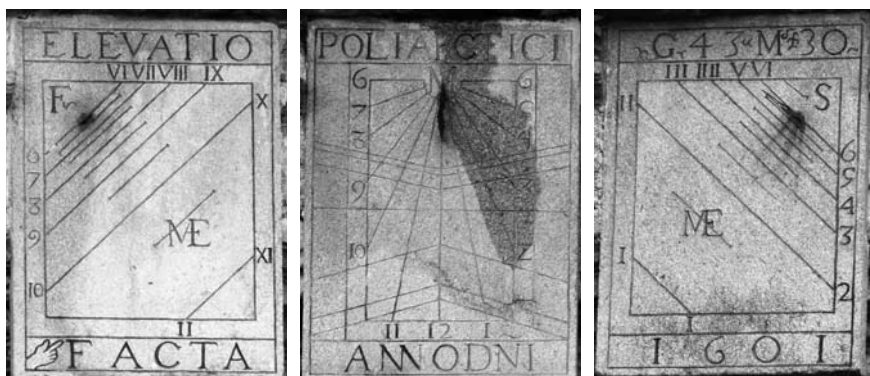 ELEVATIO
VI VII VIII IX
F X
6
7
8
ME
9
XI
10
II
FACTA
POLI ARCTICI
6 6
7
8
9
10
11 12 1
ANNO DNI
G 43 M 30
III IIII V VI
II S
6
5
4
ME
3
I
2
I
1601